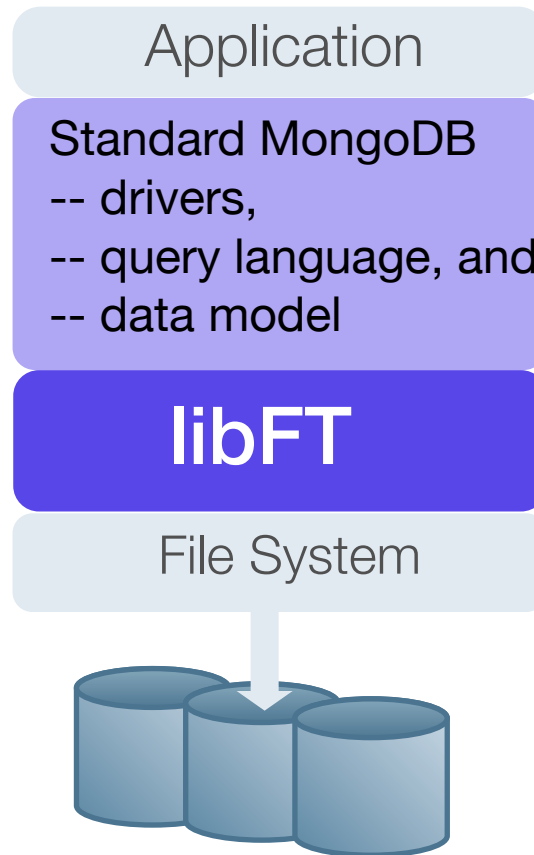 Application
Standard MongoDB
-- drivers,
-- query language, and
-- data model
libFT
File System